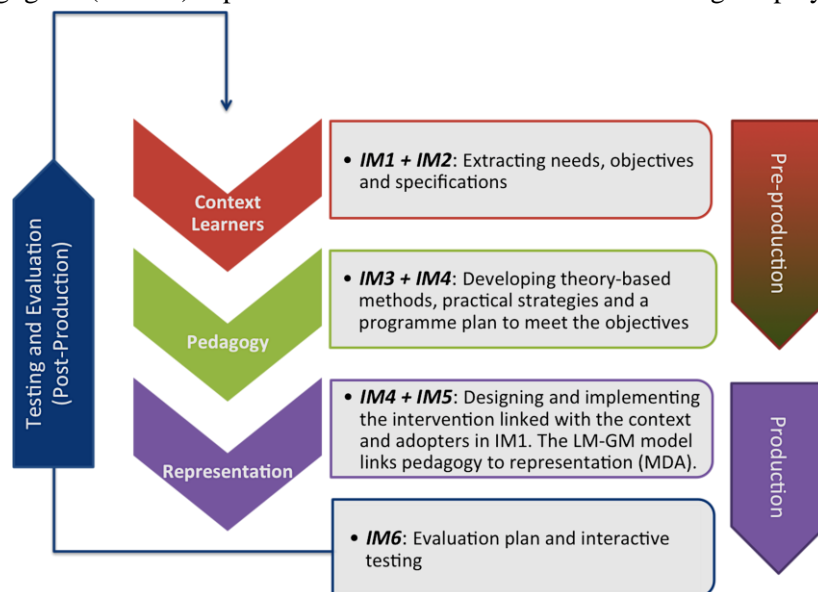 Context
Learners
• IM1 + IM2: Extracting needs, objectives
and specifications
Pre-production
Pedagogy
• IM3 + IM4: Developing theory-based
methods, practical strategies and a
programme plan to meet the objectives
Representation
• IM4 + IM5: Designing and implementing
the intervention linked with the context
and adopters in IM1. The LM-GM model
links pedagogy to representation (MDA).
Production
• IM6: Evaluation plan and interactive
testing
Testing and Evaluation
(Post-Production)